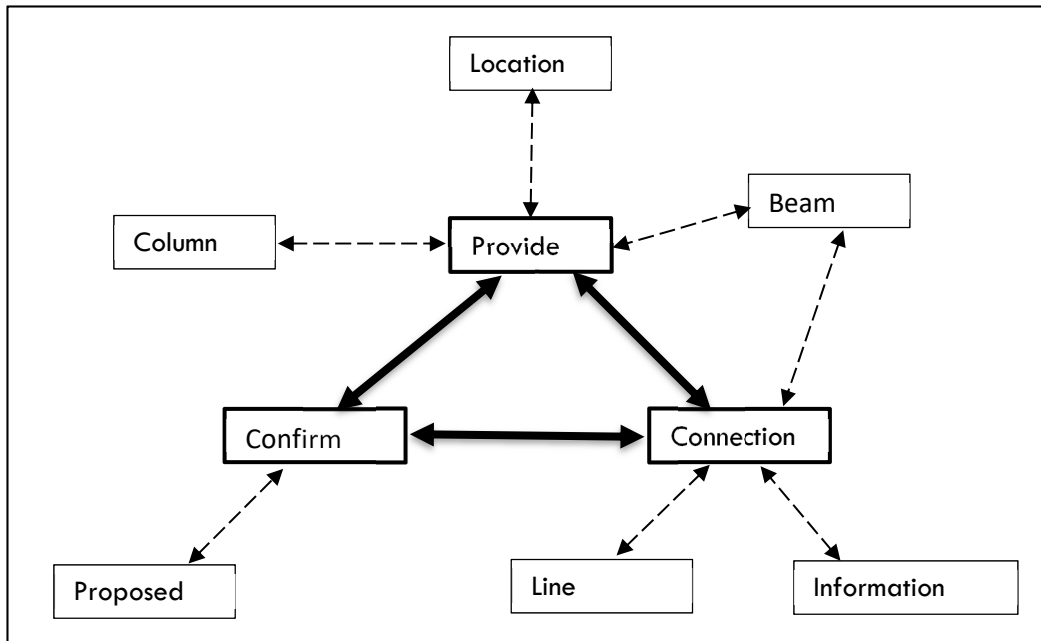 Location
Beam
Column
Provide
Confirm
Connection
Proposed
Line
Information